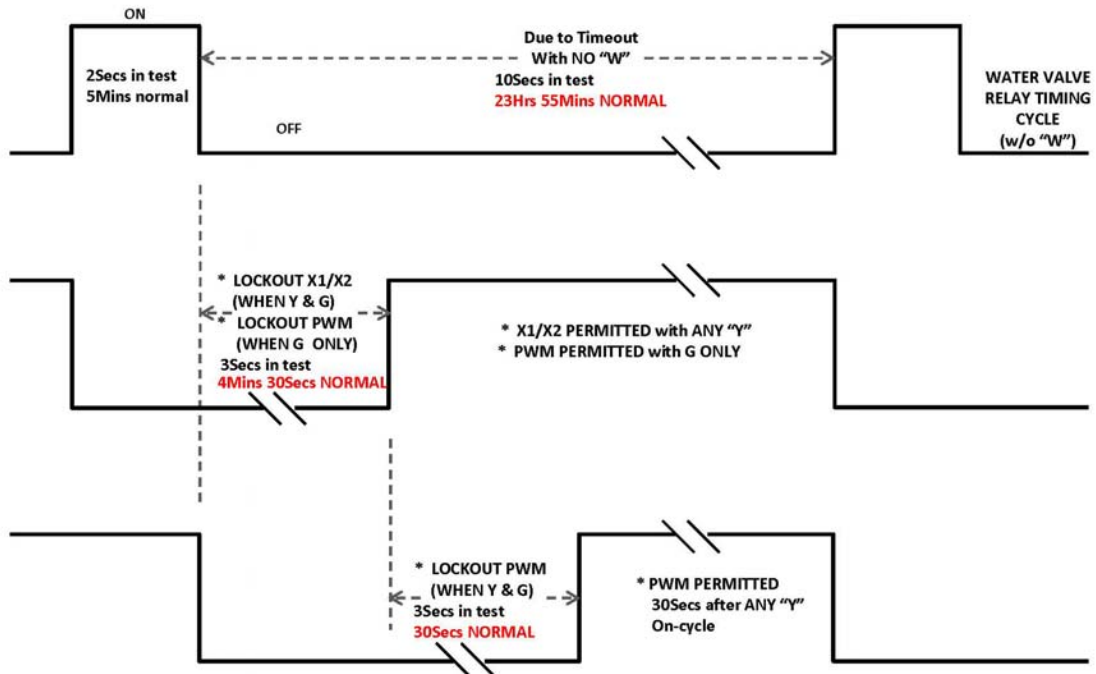 ON
Due to Timeout
With NO “W”
2Secs in test
5Mins normal
10Secs in test
23Hrs 55Mins NORMAL
OFF
WATER VALVE
RELAY TIMING
CYCLE
(w/o “W”)
* LOCKOUT X1/X2
(WHEN Y & G)
* LOCKOUT PWM
(WHEN G ONLY)
3Secs in test
4Mins 30Secs NORMAL
* X1/X2 PERMITTED with ANY “Y”
* PWM PERMITTED with G ONLY
* LOCKOUT PWM
(WHEN Y & G)
3Secs in test
30Secs NORMAL
* PWM PERMITTED
30Secs after ANY “Y”
On-cycle